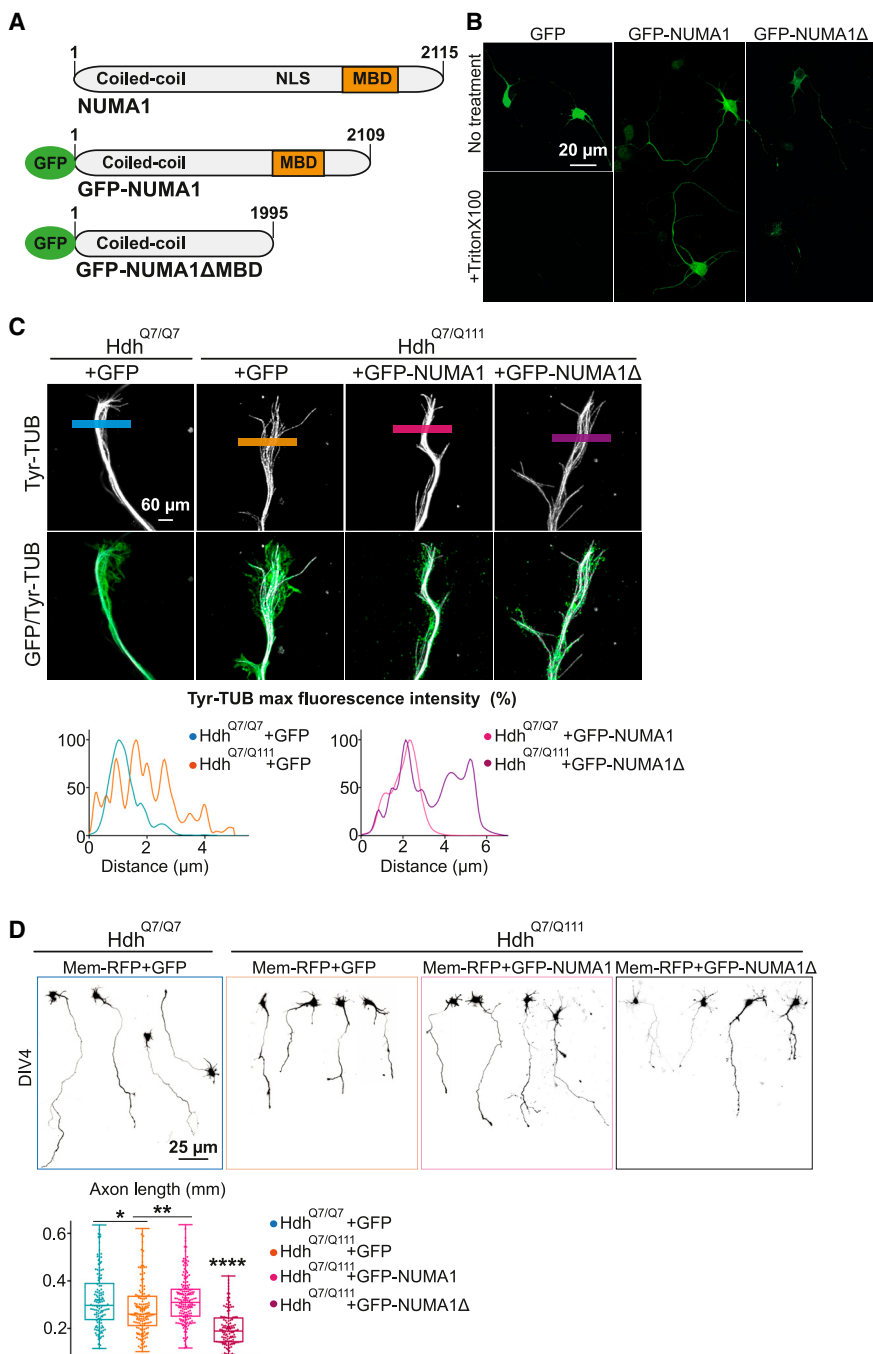 A
1 2115
Coiled-coil NLS MBD
NUMA1
1 2109
GFP Coiled-coil MBD
GFP-NUMA1
1 1995
GFP Coiled-coil
GFP-NUMA1ΔMBD
B
GFP GFP-NUMA1 GFP-NUMA1Δ
No treatment
20 µm
+TritonX100
C
Hdh Q7/Q7 Hdh Q7/Q111
+GFP +GFP +GFP-NUMA1 +GFP-NUMA1Δ
Tyr-TUB
60 µm
GFP/Tyr-TUB
Tyr-TUB max fluorescence intensity (%)
100
50
0
0 2 4
Distance (µm)
Hdh Q7/Q7 +GFP
Hdh Q7/Q111 +GFP
100
50
0
0 2 4 6
Distance (µm)
Hdh Q7/Q7 +GFP-NUMA1
Hdh Q7/Q111 +GFP-NUMA1Δ
D
Hdh Q7/Q7 Hdh Q7/Q111
Mem-RFP+GFP Mem-RFP+GFP Mem-RFP+GFP-NUMA1 Mem-RFP+GFP-NUMA1Δ
DIV4
25 µm
Axon length (mm)
* ** ****
0.6
0.4
0.2
Hdh Q7/Q7 +GFP
Hdh Q7/Q111 +GFP
Hdh Q7/Q111 +GFP-NUMA1
Hdh Q7/Q111 +GFP-NUMA1Δ